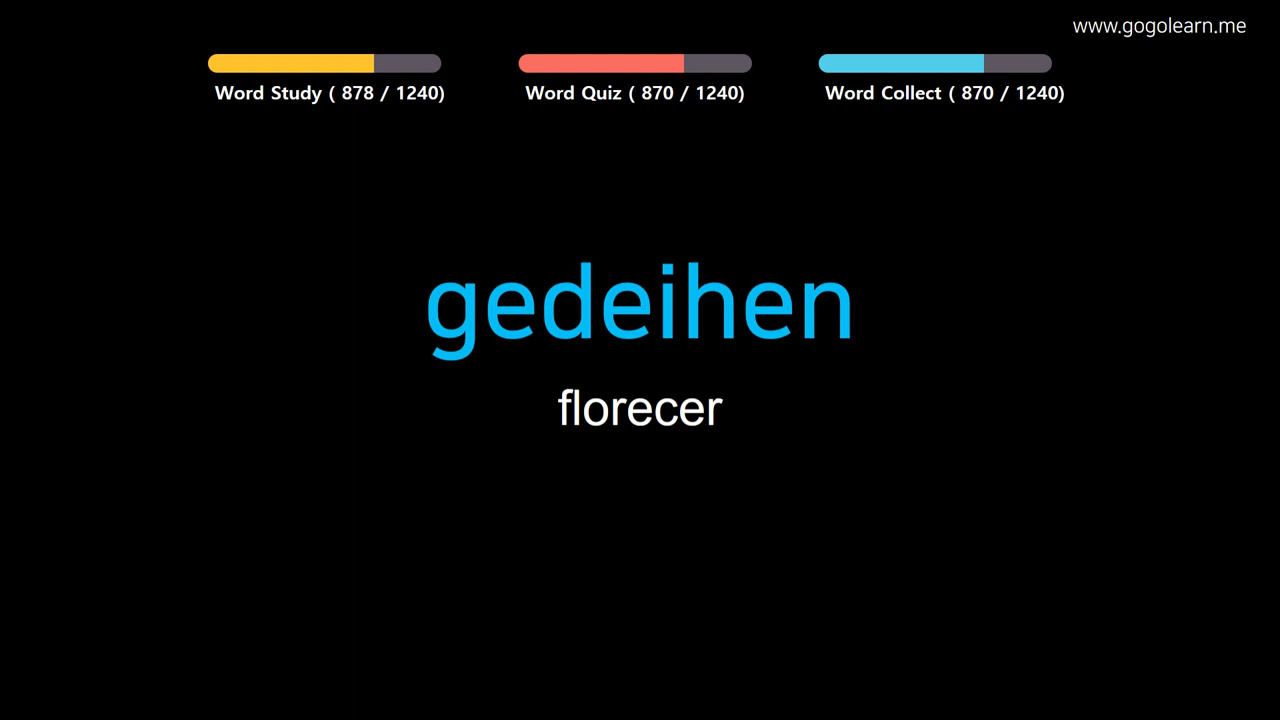 www.gogolearn.me
Word Study ( 878 / 1240)
Word Quiz ( 870 / 1240)
Word Collect ( 870 / 1240)
gedeihen
florecer